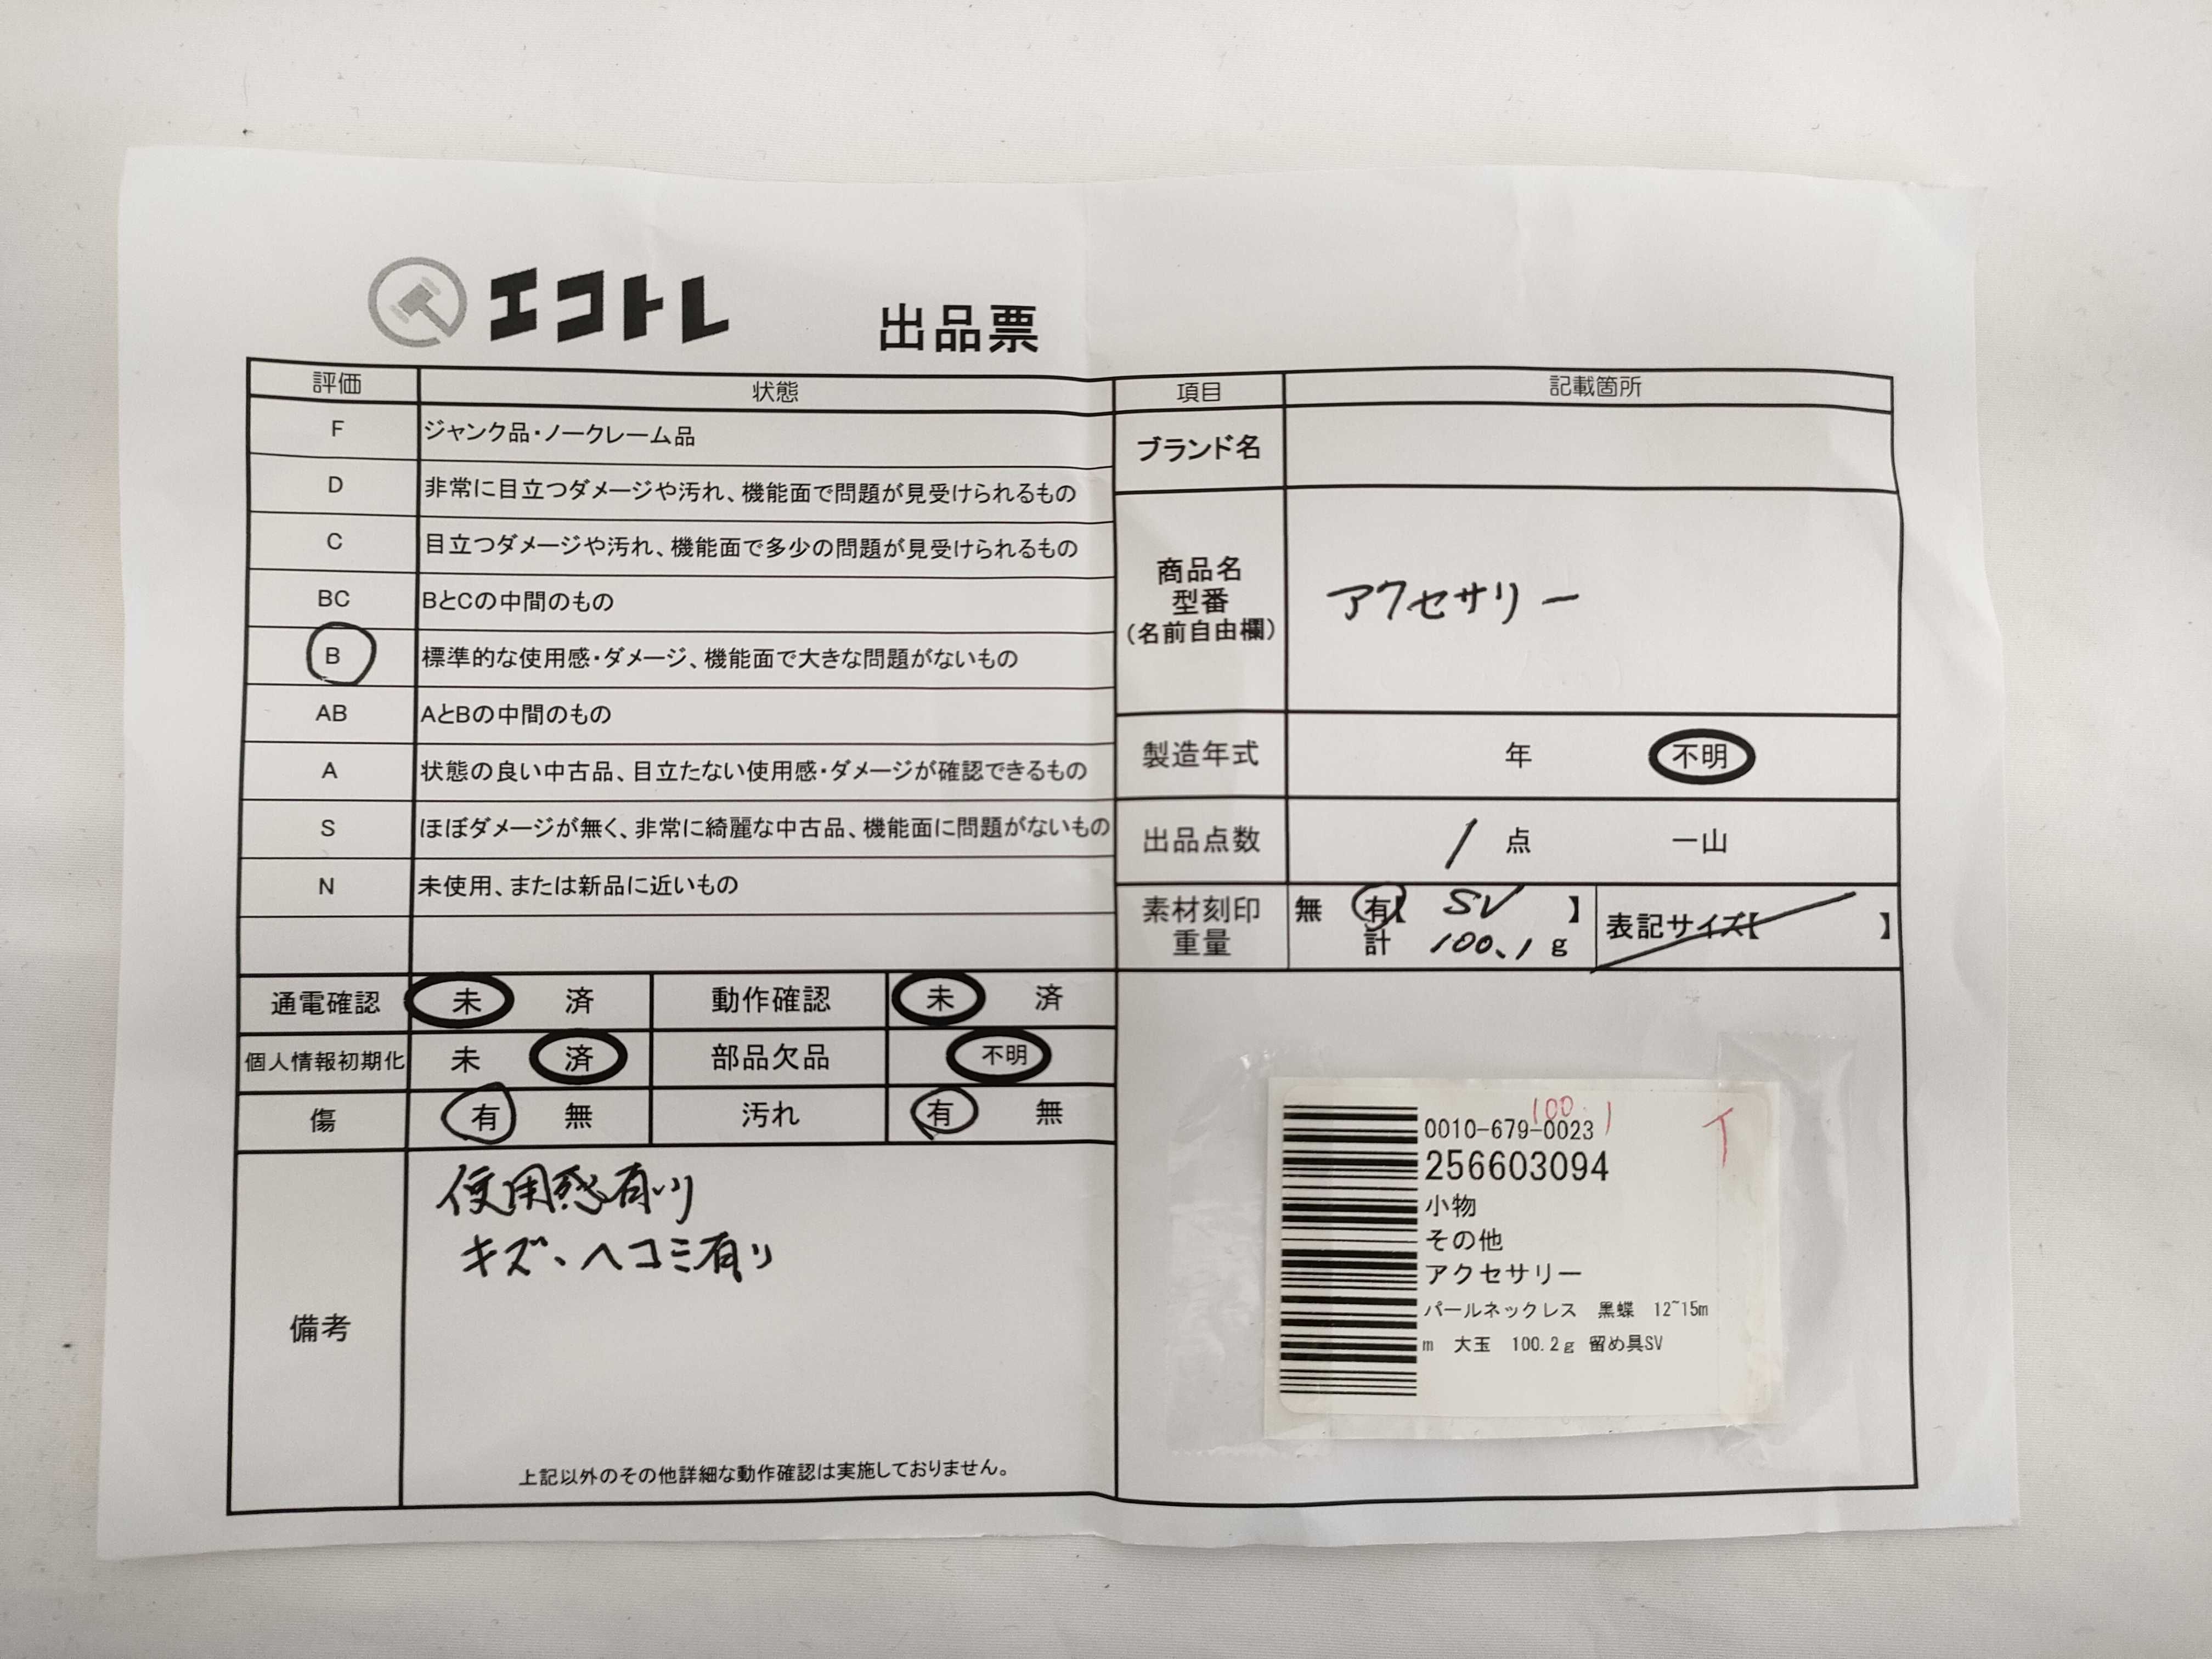 エコトレ 出品票
評価 状態
F ジャンク品・ノークレーム品
D 非常に目立つダメージや汚れ、機能面で問題が見受けられるもの
C 目立つダメージや汚れ、機能面で多少の問題が見受けられるもの
BC BとCの中間のもの
B 標準的な使用感・ダメージ、機能面で大きな問題がないもの
AB AとBの中間のもの
A 状態の良い中古品、目立たない使用感・ダメージが確認できるもの
S ほぼダメージが無く、非常に綺麗な中古品、機能面に問題がないもの
N 未使用、または新品に近いもの
通電確認 未 済 動作確認 未 済
個人情報初期化 未 済 部品欠品 不明
傷 有 無 汚れ 有 無
備考
使用感有り
キズ、ヘコミ有り
上記以外のその他詳細な動作確認は実施しておりません。
項目 記載箇所
ブランド名
商品名
型番
(名前自由欄)
アクセサリー
製造年式 年 不明
出品点数 1 点 一山
素材刻印 無 有【 SV 】 表記サイズ【 】
重量 計 100.1 g
100.1
イ
0010-679-0023
256603094
小物
その他
アクセサリー
パールネックレス 黒蝶 12~15m
m 大玉 100.2g 留め具SV